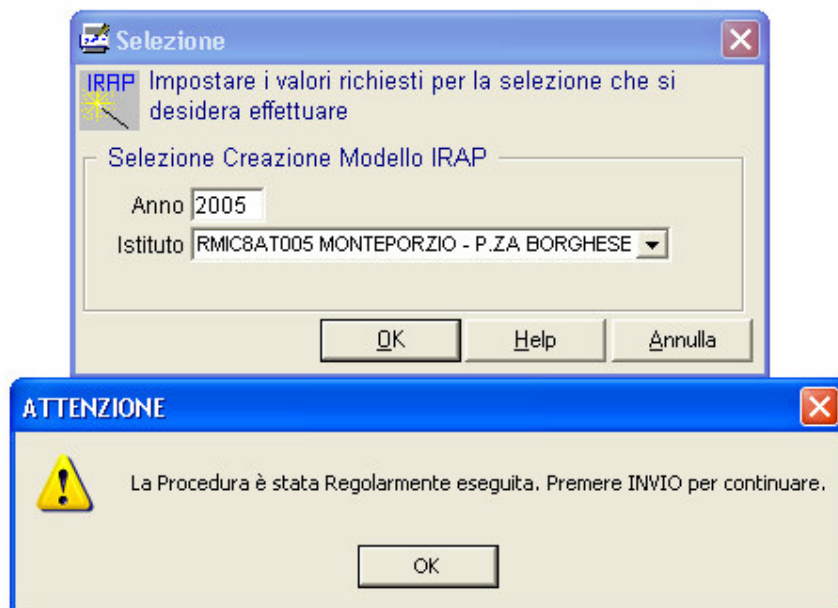 Selezione
IRAP
Impostare i valori richiesti per la selezione che si
desidera effettuare
Selezione Creazione Modello IRAP
Anno 2005
Istituto RMIC8AT005 MONTEPORZIO - P.ZA BORGHESE
OK Help Annulla
ATTENZIONE
La Procedura è stata Regolarmente eseguita. Premere INVIO per continuare.
OK